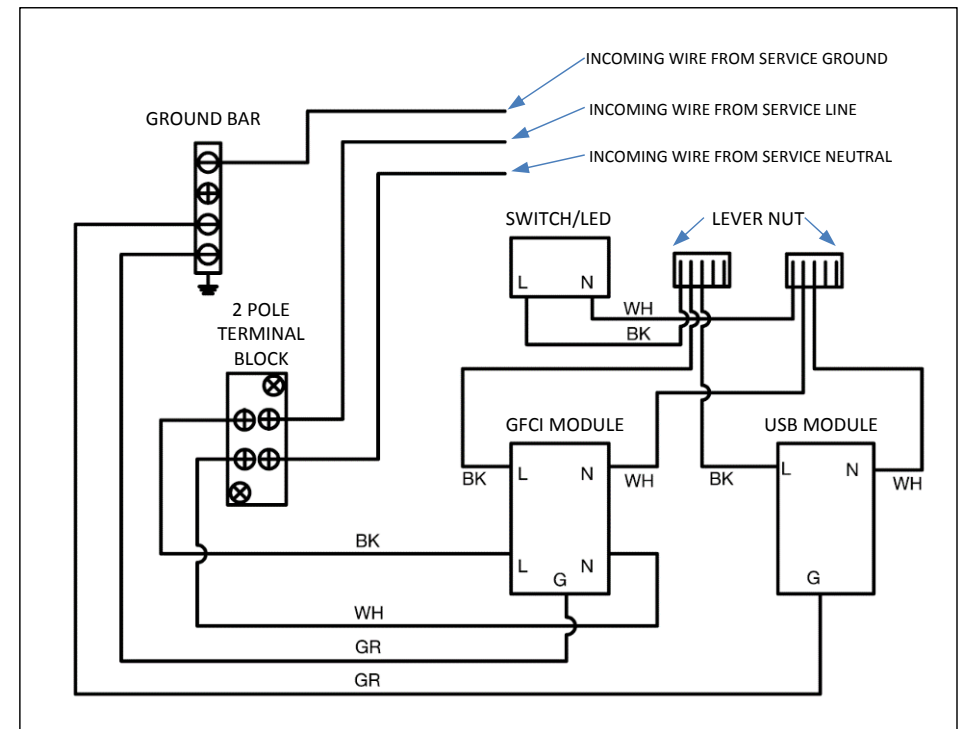 INCOMING WIRE FROM SERVICE GROUND
GROUND BAR
INCOMING WIRE FROM SERVICE LINE
INCOMING WIRE FROM SERVICE NEUTRAL
SWITCH/LED
LEVER NUT
L N
2 POLE
TERMINAL
BLOCK
WH
BK
GFCI MODULE
USB MODULE
L N
BK WH
BK
L N
WH
BK
L N
G
G
WH
GR
GR